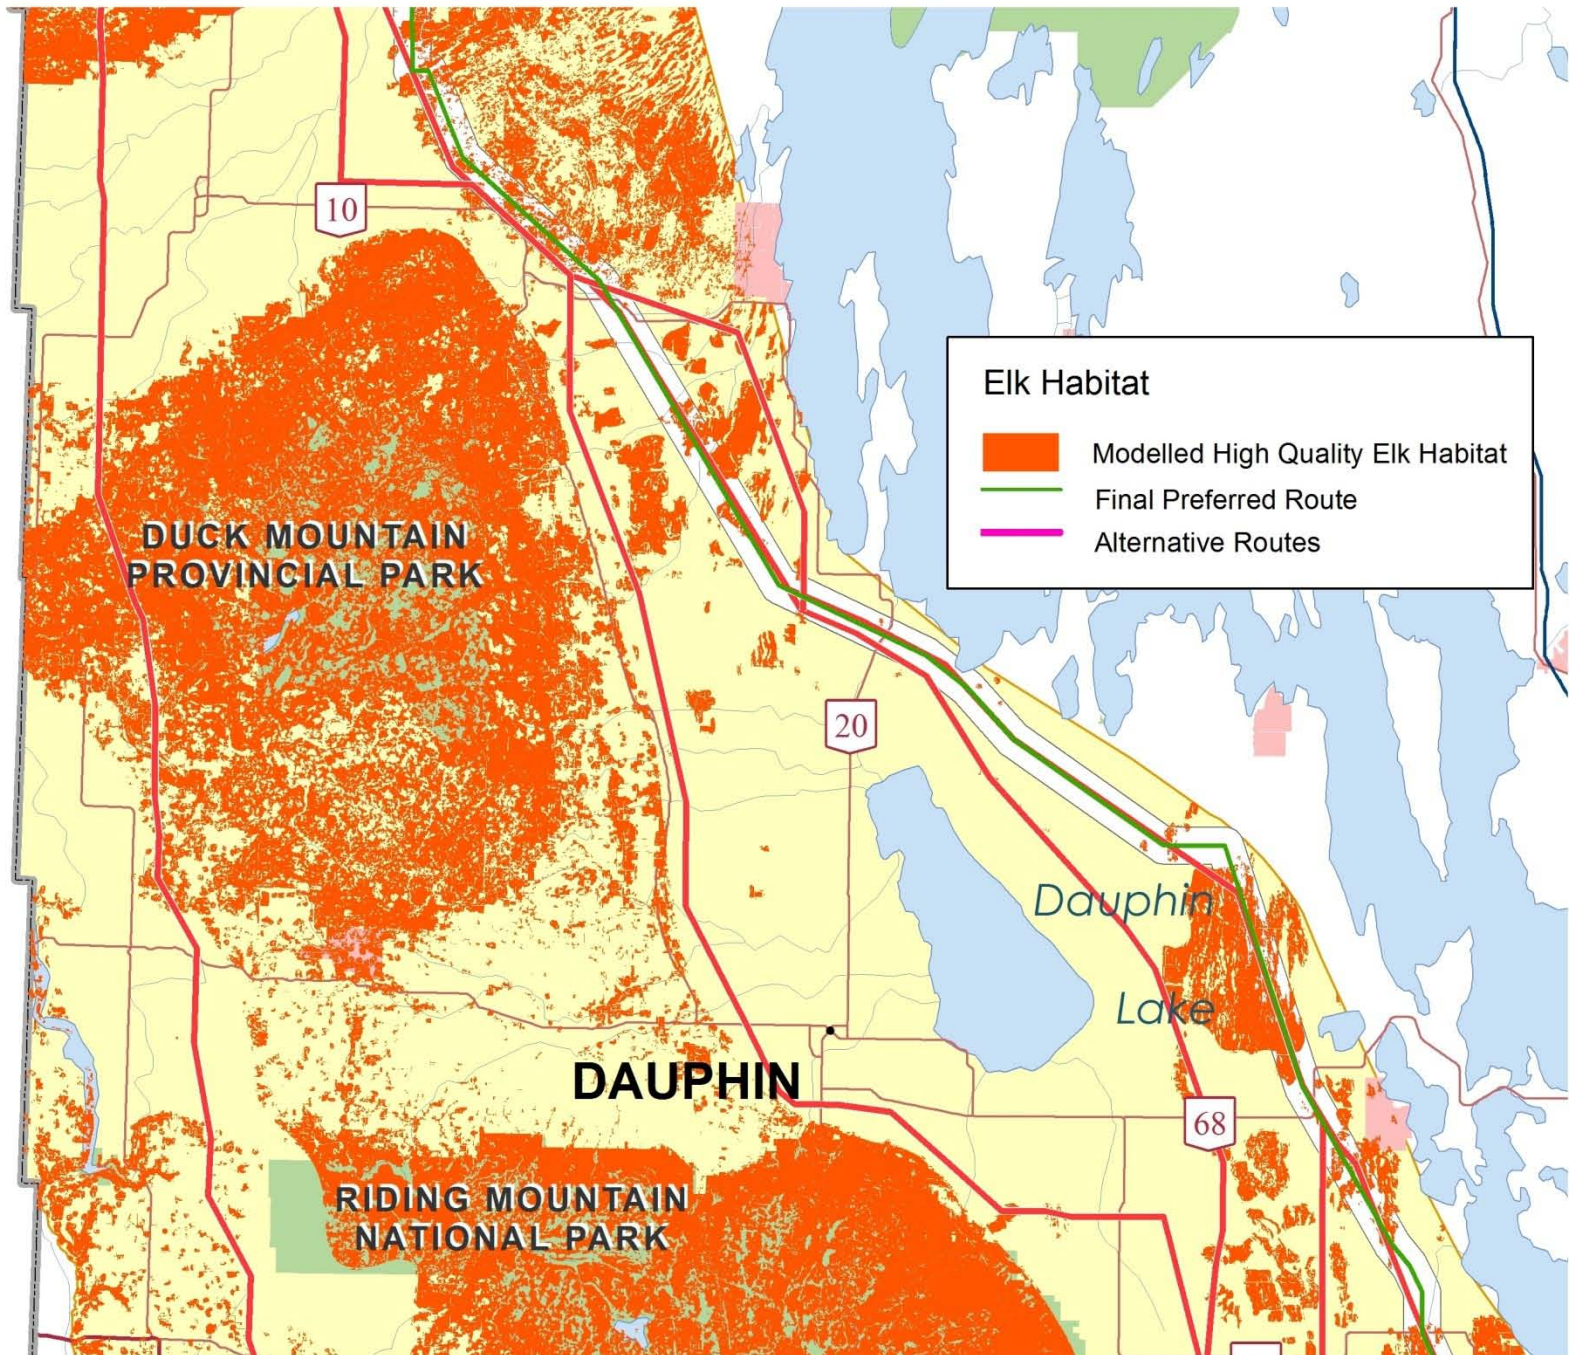 10
Elk Habitat
Modelled High Quality Elk Habitat
Final Preferred Route
Alternative Routes
DUCK MOUNTAIN
PROVINCIAL PARK
20
Dauphin
Lake
DAUPHIN
68
RIDING MOUNTAIN
NATIONAL PARK